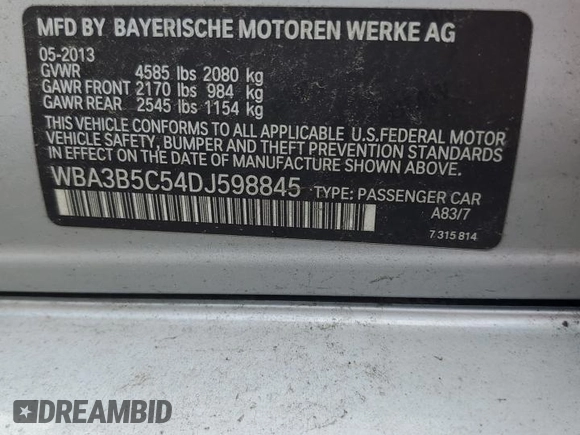 MFD BY BAYERISCHE MOTOREN WERKE AG
05-2013
GVWR 4585 lbs 2080 kg
GAWR FRONT 2170 lbs 984 kg
GAWR REAR 2545 lbs 1154 kg
THIS VEHICLE CONFORMS TO ALL APPLICABLE U.S.FEDERAL MOTOR
VEHICLE SAFETY, BUMPER AND THEFT PREVENTION STANDARDS
IN EFFECT ON THE DATE OF MANUFACTURE SHOWN ABOVE.
WBA3B5C54DJ598845 TYPE: PASSENGER CAR
A83/7
7 315 814
DREAMBID